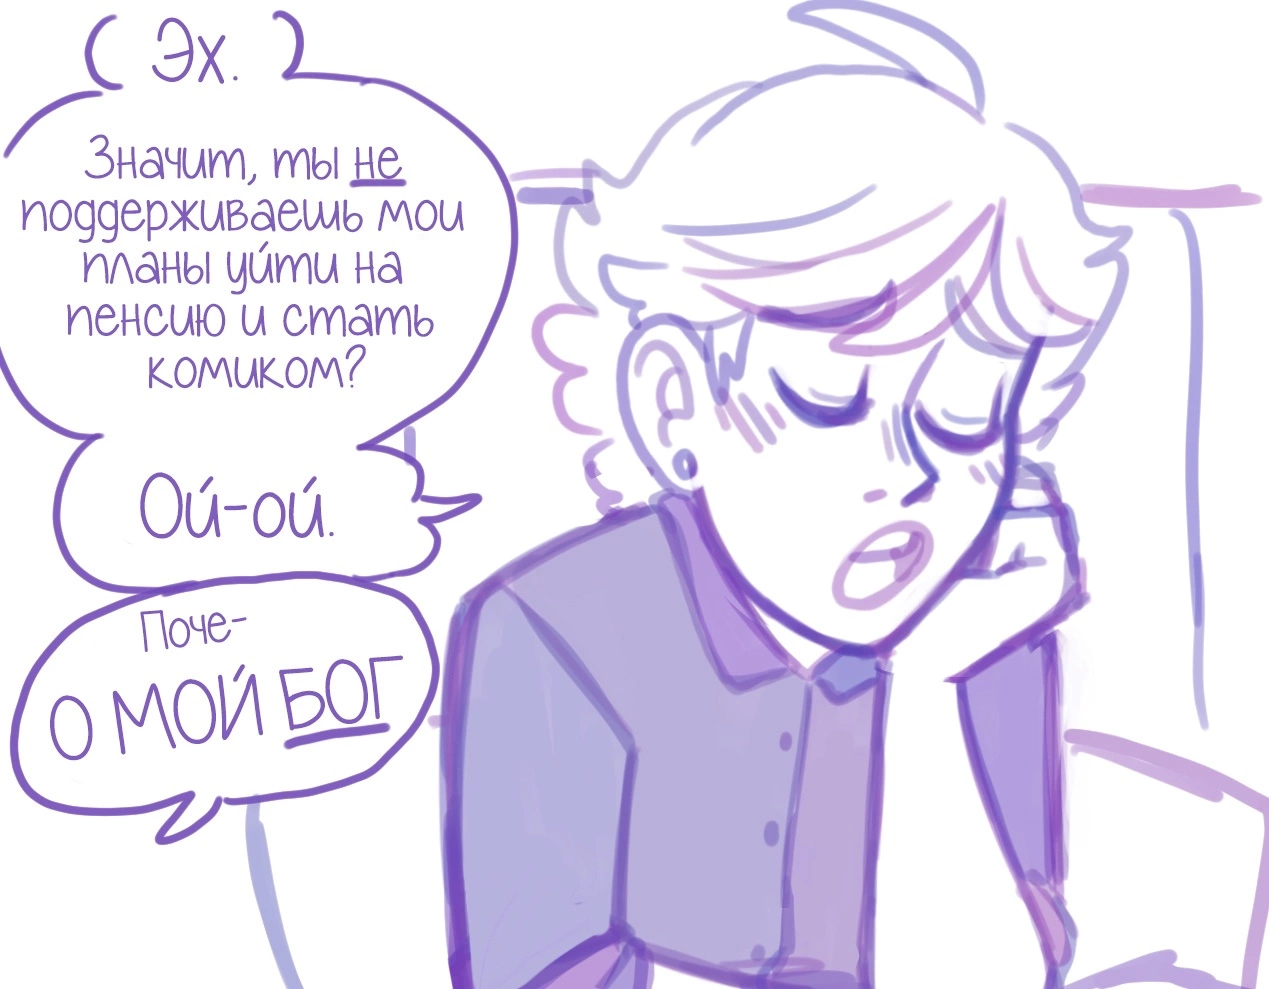 Эх.
Значит, ты не
поддерживаешь мои
планы уйти на
пенсию и стать
комиком?
Ой-ой.
Поче-
О МОЙ БОГ